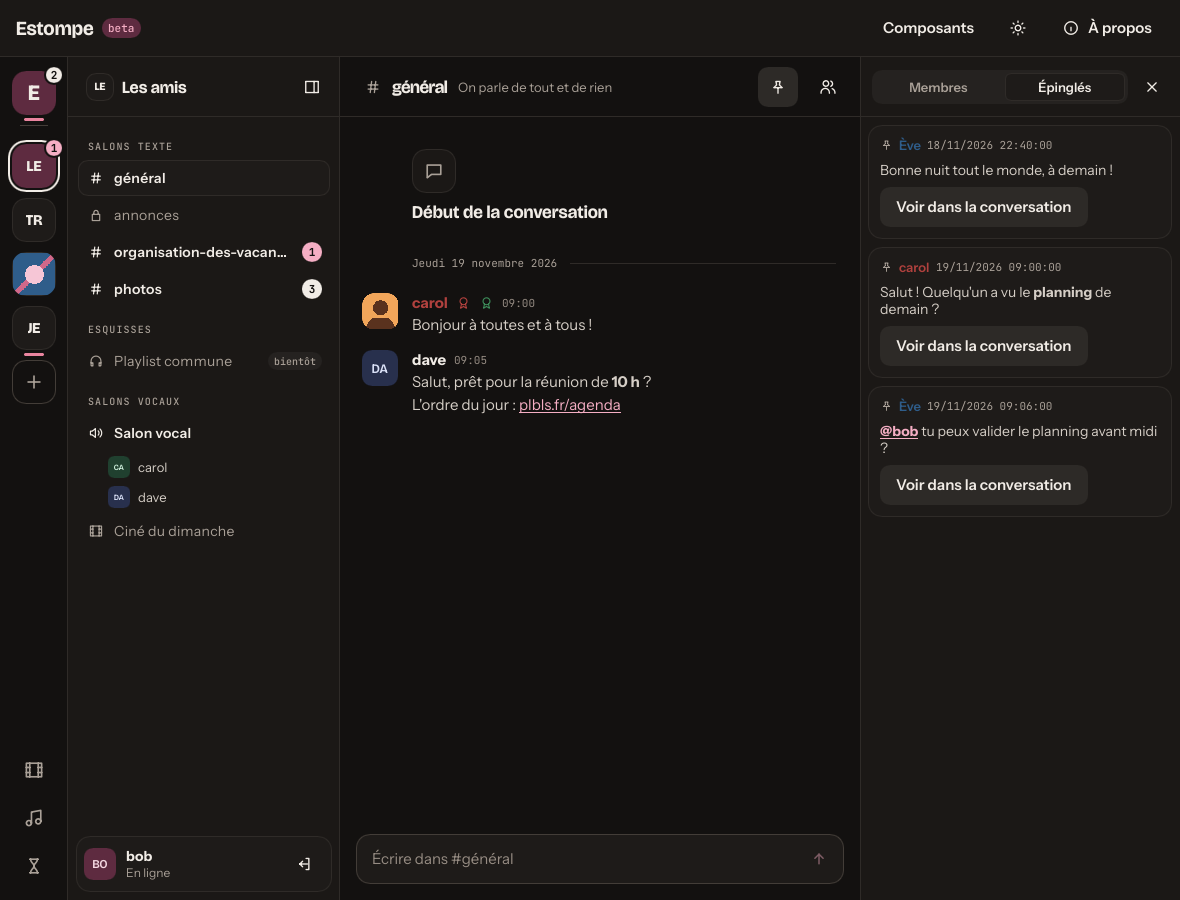 Estompe beta
Composants
À propos
E 2
LE 1
TR
JE
LE Les amis
SALONS TEXTE
# général
annonces
# organisation-des-vacan... 1
# photos 3
ESQUISSES
Playlist commune bientôt
SALONS VOCAUX
Salon vocal
CA carol
DA dave
Ciné du dimanche
BO bob
En ligne
# général On parle de tout et de rien
Début de la conversation
Jeudi 19 novembre 2026
carol 09:00
Bonjour à toutes et à tous !
DA dave 09:05
Salut, prêt pour la réunion de 10 h ?
L'ordre du jour : plbls.fr/agenda
Écrire dans #général
Membres Épinglés
Ève 18/11/2026 22:40:00
Bonne nuit tout le monde, à demain !
Voir dans la conversation
carol 19/11/2026 09:00:00
Salut ! Quelqu'un a vu le planning de
demain ?
Voir dans la conversation
Ève 19/11/2026 09:06:00
@bob tu peux valider le planning avant midi
?
Voir dans la conversation